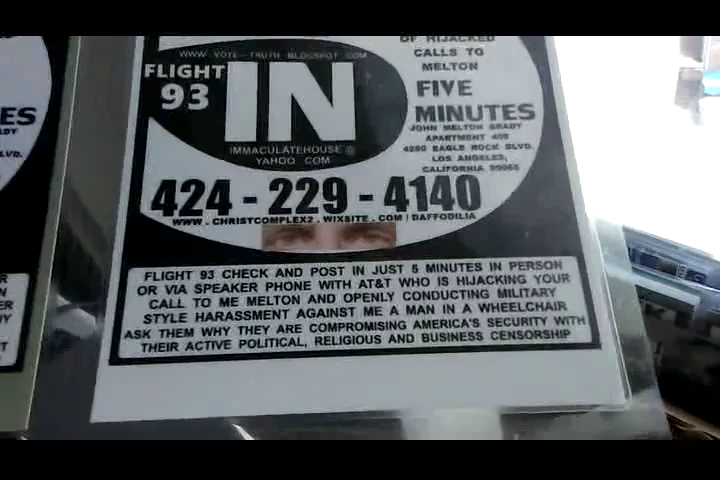 OF HIJACKED
CALLS TO
MELTON
WWW. VOTE-TRUTH BLOGSPOT COM
FLIGHT
93
IN
FIVE
MINUTES
IMMACULATEHOUSE@
YAHOO COM
JOHN MELTON BRADY
APARTMENT
EAGLE ROCK BLVD.
LOS ANGELES,
CALIFORNIA
424-229-4140
WWW.CHRISTCOMPLEX2.WIXSITE.COM/DAFFODILIA
FLIGHT 93 CHECK AND POST IN JUST 5 MINUTES IN PERSON
OR VIA SPEAKER PHONE WITH AT&T WHO IS HIJACKING YOUR
CALL TO ME MELTON AND OPENLY CONDUCTING MILITARY
STYLE HARASSMENT AGAINST ME A MAN IN A WHEELCHAIR
ASK THEM WHY THEY ARE COMPROMISING AMERICA'S SECURITY WITH
THEIR ACTIVE POLITICAL, RELIGIOUS AND BUSINESS CENSORSHIP